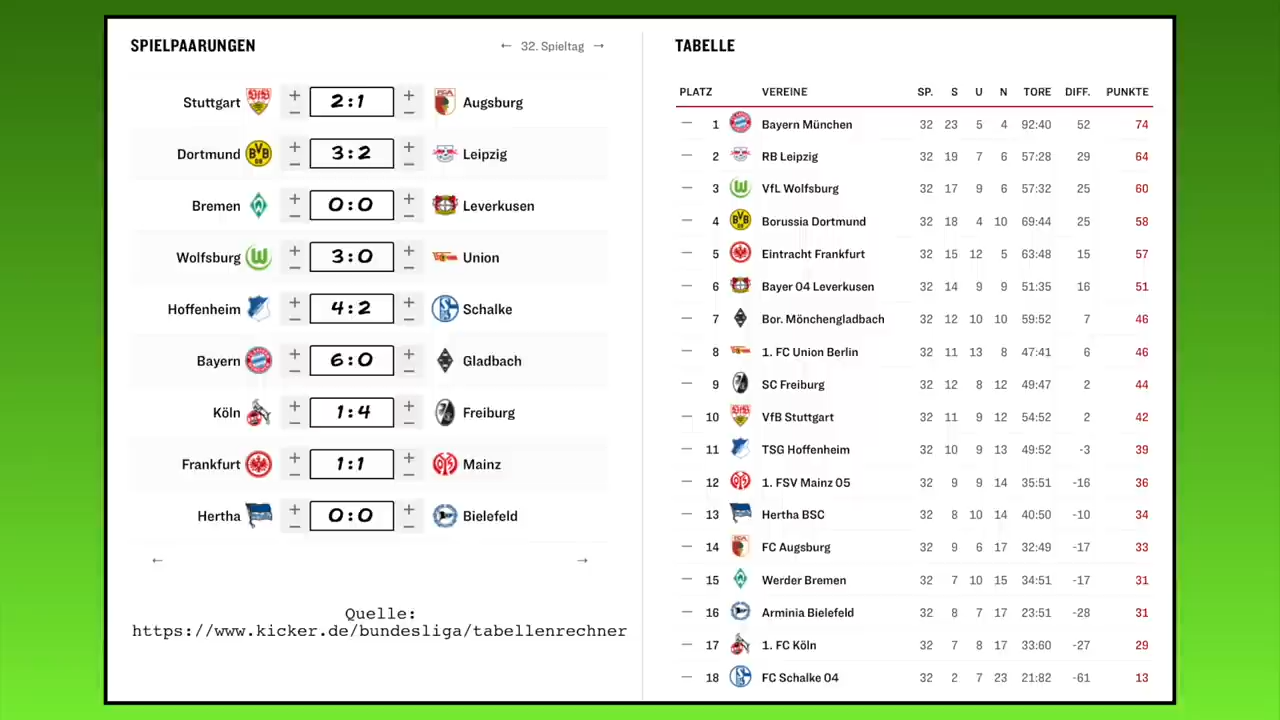 SPIELPAARUNGEN
← 32. Spieltag →
Stuttgart + − 2:1 + − Augsburg
Dortmund + − 3:2 + − Leipzig
Bremen + − 0:0 + − Leverkusen
Wolfsburg + − 3:0 + − Union
Hoffenheim + − 4:2 + − Schalke
Bayern + − 6:0 + − Gladbach
Köln + − 1:4 + − Freiburg
Frankfurt + − 1:1 + − Mainz
Hertha + − 0:0 + − Bielefeld
← →
Quelle:
https://www.kicker.de/bundesliga/tabellenrechner
TABELLE
PLATZ VEREINE SP. S U N TORE DIFF. PUNKTE
— 1 Bayern München 32 23 5 4 92:40 52 74
— 2 RB Leipzig 32 19 7 6 57:28 29 64
— 3 VfL Wolfsburg 32 17 9 6 57:32 25 60
— 4 Borussia Dortmund 32 18 4 10 69:44 25 58
— 5 Eintracht Frankfurt 32 15 12 5 63:48 15 57
— 6 Bayer 04 Leverkusen 32 14 9 9 51:35 16 51
— 7 Bor. Mönchengladbach 32 12 10 10 59:52 7 46
— 8 1. FC Union Berlin 32 11 13 8 47:41 6 46
— 9 SC Freiburg 32 12 8 12 49:47 2 44
— 10 VfB Stuttgart 32 11 9 12 54:52 2 42
— 11 TSG Hoffenheim 32 10 9 13 49:52 -3 39
— 12 1. FSV Mainz 05 32 9 9 14 35:51 -16 36
— 13 Hertha BSC 32 8 10 14 40:50 -10 34
— 14 FC Augsburg 32 9 6 17 32:49 -17 33
— 15 Werder Bremen 32 7 10 15 34:51 -17 31
— 16 Arminia Bielefeld 32 8 7 17 23:51 -28 31
— 17 1. FC Köln 32 7 8 17 33:60 -27 29
— 18 FC Schalke 04 32 2 7 23 21:82 -61 13